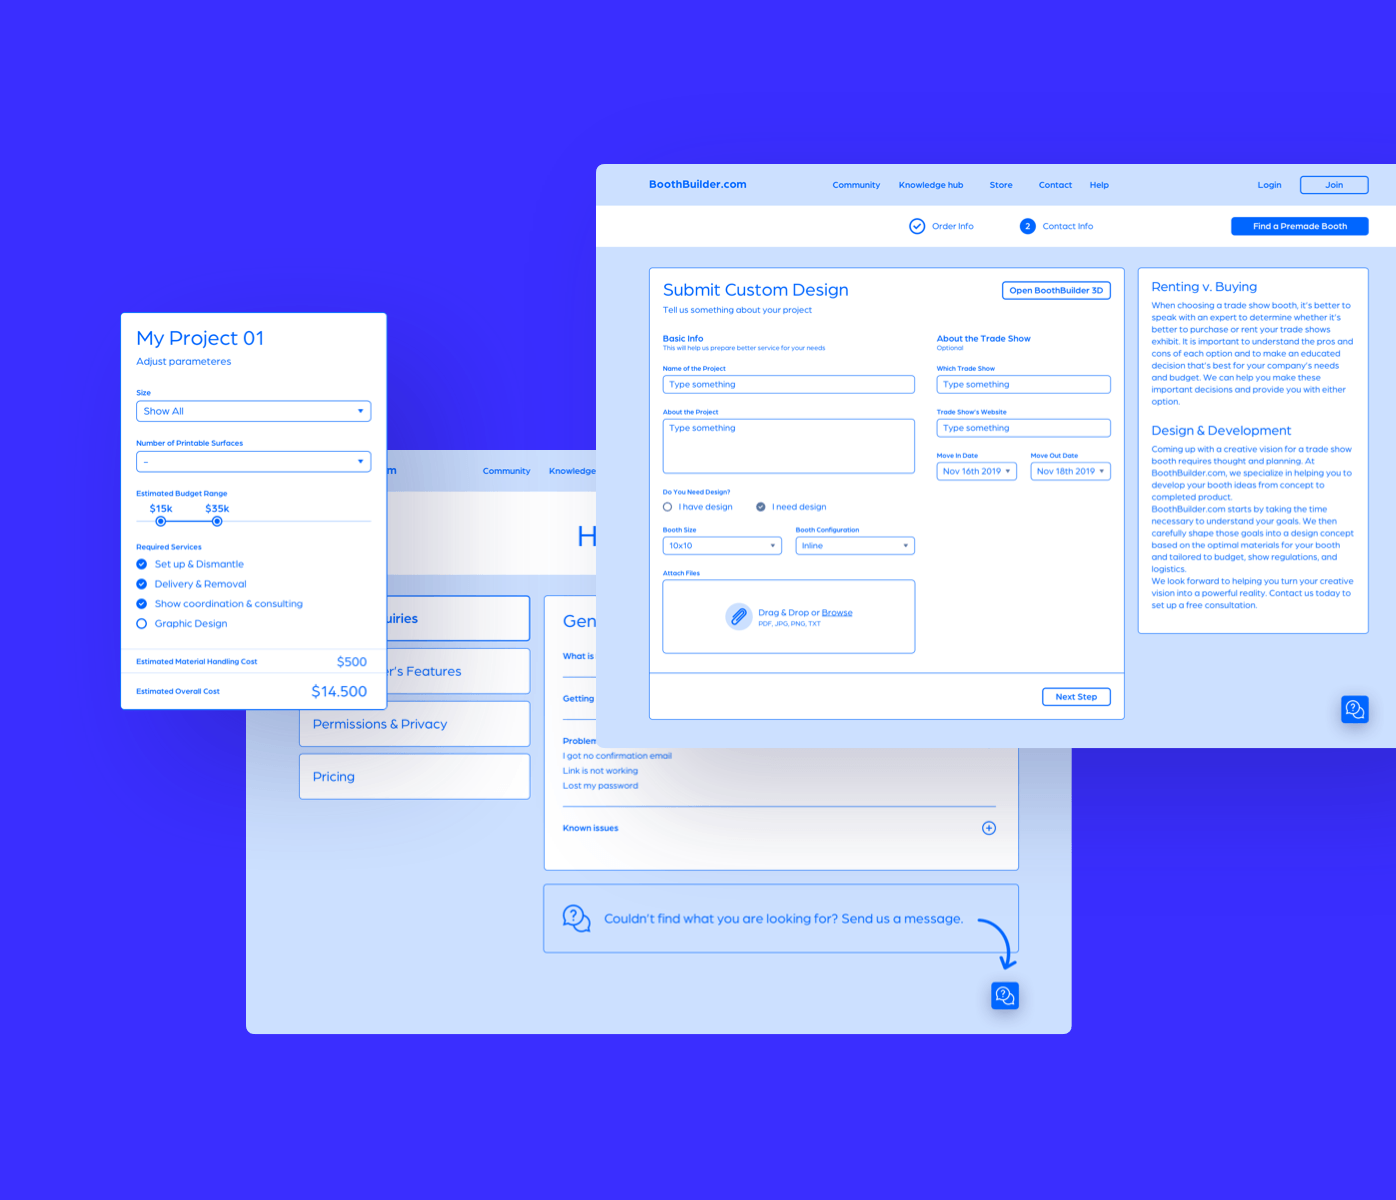 BoothBuilder.com
Community
Knowledge hub
Store
Contact
Help
Login
Join
Order Info
2
Contact Info
Find a Premade Booth
Submit Custom Design
Open BoothBuilder 3D
Tell us something about your project
Basic Info
This will help us prepare better service for your needs
Name of the Project
Type something
About the Project
Type something
Do You Need Design?
I have design
I need design
Booth Size
Booth Configuration
10x10
Inline
Attach Files
Drag & Drop or Browse
PDF, JPG, PNG, TXT
About the Trade Show
Optional
Which Trade Show
Type something
Trade Show's Website
Type something
Move In Date
Move Out Date
Nov 16th 2019
Nov 18th 2019
Next Step
Renting v. Buying
When choosing a trade show booth, it's better to
speak with an expert to determine whether it's
better to purchase or rent your trade shows
exhibit. It is important to understand the pros and
cons of each option and to make an educated
decision that's best for your company's needs
and budget. We can help you make these
important decisions and provide you with either
option.
Design & Development
Coming up with a creative vision for a trade show
booth requires thought and planning. At
BoothBuilder.com, we specialize in helping you to
develop your booth ideas from concept to
completed product.
BoothBuilder.com starts by taking the time
necessary to understand your goals. We then
carefully shape those goals into a design concept
based on the optimal materials for your booth
and tailored to budget, show regulations, and
logistics.
We look forward to helping you turn your creative
vision into a powerful reality. Contact us today to
set up a free consultation.
My Project 01
Adjust parameteres
Size
Show All
Number of Printable Surfaces
-
Estimated Budget Range
$15k
$35k
Required Services
Set up & Dismantle
Delivery & Removal
Show coordination & consulting
Graphic Design
Estimated Material Handling Cost
$500
Estimated Overall Cost
$14.500
m
Community
Knowledge
H
uiries
r's Features
Permissions & Privacy
Pricing
Gen
What is
Getting
Problem
I got no confirmation email
Link is not working
Lost my password
Known issues
Couldn't find what you are looking for? Send us a message.